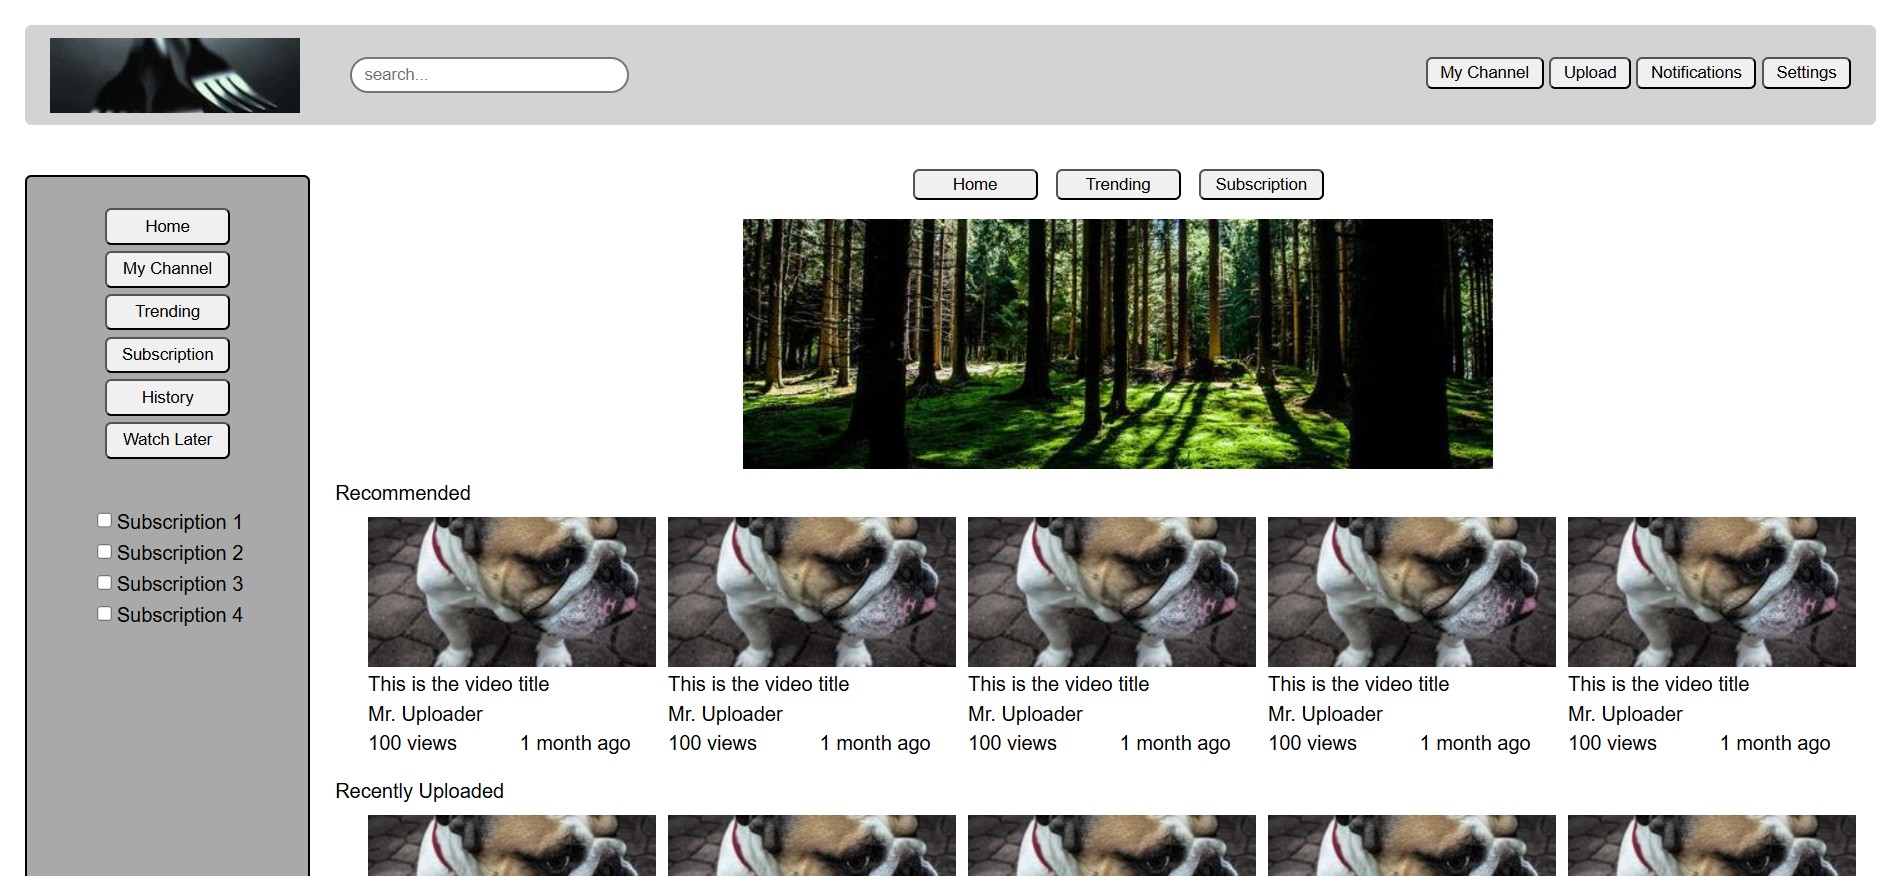 search...
My Channel Upload Notifications Settings
Home
My Channel
Trending
Subscription
History
Watch Later
Subscription 1
Subscription 2
Subscription 3
Subscription 4
Home Trending Subscription
Recommended
This is the video title
Mr. Uploader
100 views 1 month ago
This is the video title
Mr. Uploader
100 views 1 month ago
This is the video title
Mr. Uploader
100 views 1 month ago
This is the video title
Mr. Uploader
100 views 1 month ago
This is the video title
Mr. Uploader
100 views 1 month ago
Recently Uploaded